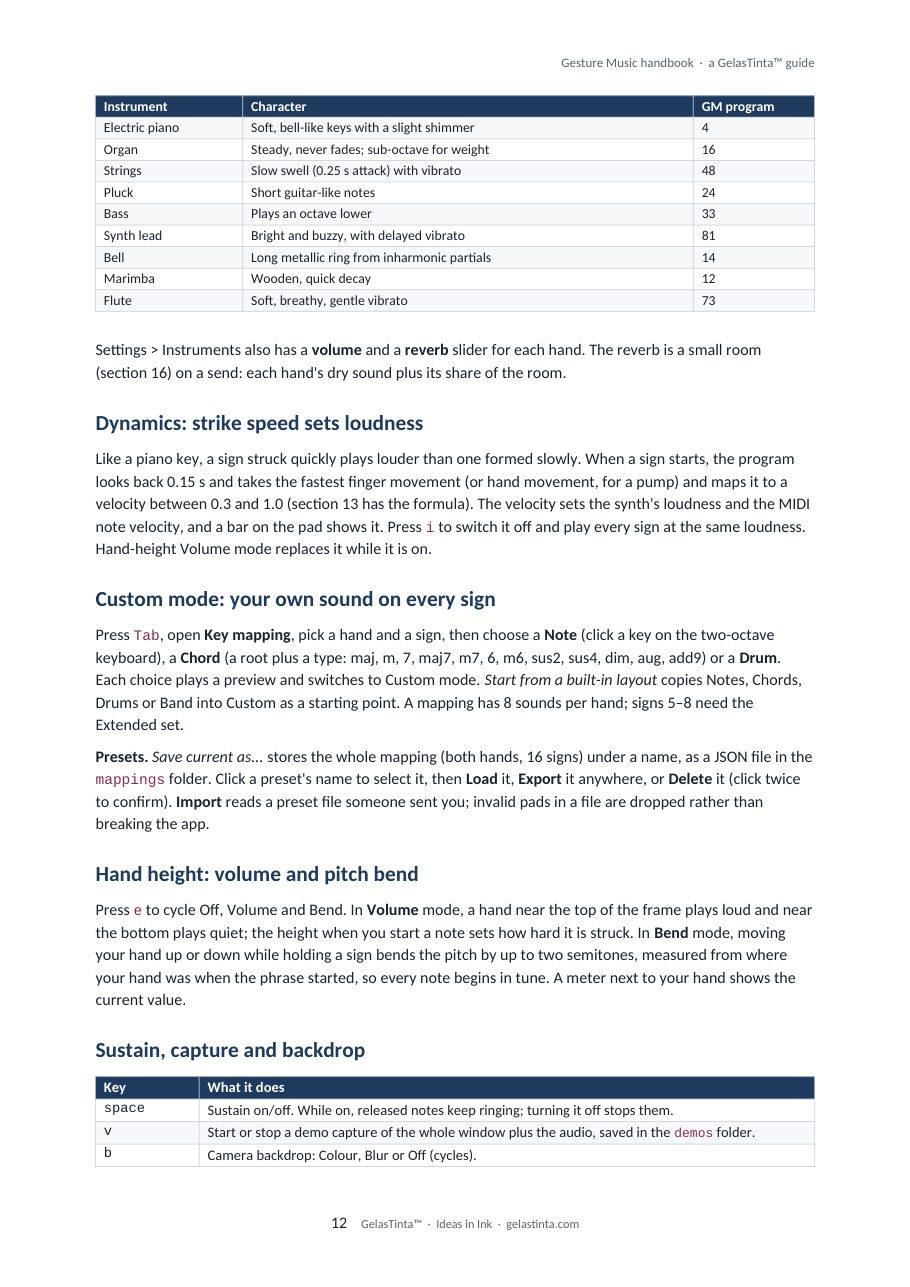 Gesture Music handbook · a GelasTinta™ guide
Instrument Character GM program
Electric piano Soft, bell-like keys with a slight shimmer 4
Organ Steady, never fades; sub-octave for weight 16
Strings Slow swell (0.25 s attack) with vibrato 48
Pluck Short guitar-like notes 24
Bass Plays an octave lower 33
Synth lead Bright and buzzy, with delayed vibrato 81
Bell Long metallic ring from inharmonic partials 14
Marimba Wooden, quick decay 12
Flute Soft, breathy, gentle vibrato 73
Settings > Instruments also has a volume and a reverb slider for each hand. The reverb is a small room
(section 16) on a send: each hand's dry sound plus its share of the room.
Dynamics: strike speed sets loudness
Like a piano key, a sign struck quickly plays louder than one formed slowly. When a sign starts, the program
looks back 0.15 s and takes the fastest finger movement (or hand movement, for a pump) and maps it to a
velocity between 0.3 and 1.0 (section 13 has the formula). The velocity sets the synth's loudness and the MIDI
note velocity, and a bar on the pad shows it. Press i to switch it off and play every sign at the same loudness.
Hand-height Volume mode replaces it while it is on.
Custom mode: your own sound on every sign
Press Tab, open Key mapping, pick a hand and a sign, then choose a Note (click a key on the two-octave
keyboard), a Chord (a root plus a type: maj, m, 7, maj7, m7, 6, m6, sus2, sus4, dim, aug, add9) or a Drum.
Each choice plays a preview and switches to Custom mode. Start from a built-in layout copies Notes, Chords,
Drums or Band into Custom as a starting point. A mapping has 8 sounds per hand; signs 5–8 need the
Extended set.
Presets. Save current as... stores the whole mapping (both hands, 16 signs) under a name, as a JSON file in the
mappings folder. Click a preset's name to select it, then Load it, Export it anywhere, or Delete it (click twice
to confirm). Import reads a preset file someone sent you; invalid pads in a file are dropped rather than
breaking the app.
Hand height: volume and pitch bend
Press e to cycle Off, Volume and Bend. In Volume mode, a hand near the top of the frame plays loud and near
the bottom plays quiet; the height when you start a note sets how hard it is struck. In Bend mode, moving
your hand up or down while holding a sign bends the pitch by up to two semitones, measured from where
your hand was when the phrase started, so every note begins in tune. A meter next to your hand shows the
current value.
Sustain, capture and backdrop
Key What it does
space Sustain on/off. While on, released notes keep ringing; turning it off stops them.
v Start or stop a demo capture of the whole window plus the audio, saved in the demos folder.
b Camera backdrop: Colour, Blur or Off (cycles).
12 GelasTinta™ · Ideas in Ink · gelastinta.com